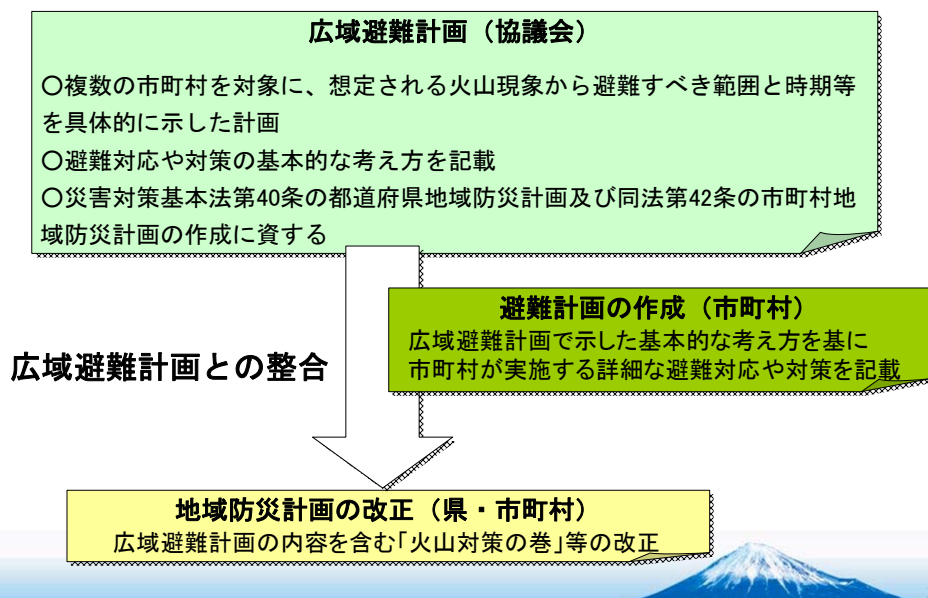 広域避難計画（協議会）
〇複数の市町村を対象に、想定される火山現象から避難すべき範囲と時期等
を具体的に示した計画
〇避難対応や対策の基本的な考え方を記載
〇災害対策基本法第40条の都道府県地域防災計画及び同法第42条の市町村地
域防災計画の作成に資する
避難計画の作成（市町村）
広域避難計画で示した基本的な考え方を基に
市町村が実施する詳細な避難対応や対策を記載
広域避難計画との整合
地域防災計画の改正（県・市町村）
広域避難計画の内容を含む「火山対策の巻」等の改正